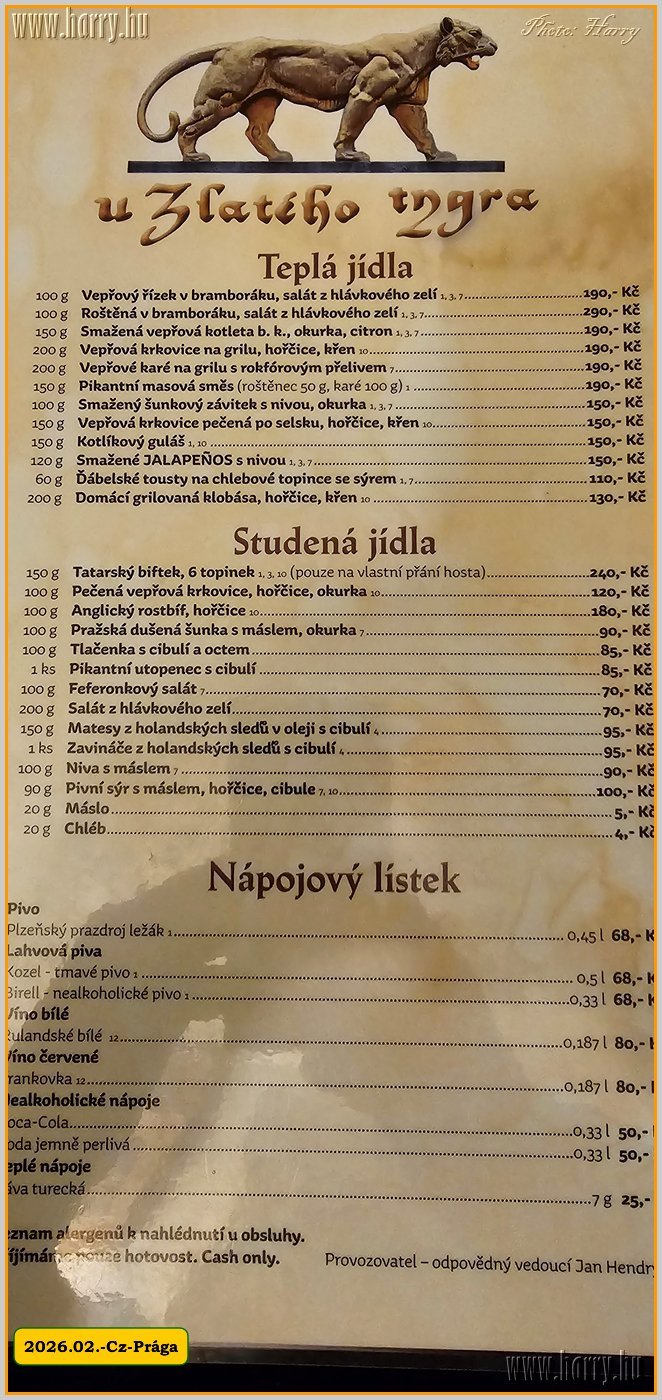 www.harry.hu
Photo: Harry
u Zlatého tygra
Teplá jídla
100 g Vepřový řízek v bramboráku, salát z hlávkového zelí 1, 3, 7 190,- Kč
100 g Roštěná v bramboráku, salát z hlávkového zelí 1, 3, 7 290,- Kč
150 g Smažená vepřová kotleta b. k., okurka, citron 1, 3, 7 190,- Kč
200 g Vepřová krkovice na grilu, hořčice, křen 10 190,- Kč
200 g Vepřové karé na grilu s rokfórovým přelivem 7 190,- Kč
150 g Pikantní masová směs (roštěnec 50 g, karé 100 g) 1 190,- Kč
100 g Smažený šunkový závitek s nivou, okurka 1, 3, 7 150,- Kč
150 g Vepřová krkovice pečená po selsku, hořčice, křen 10 150,- Kč
150 g Kotlíkový guláš 1, 10 150,- Kč
120 g Smažené JALAPEÑOS s nivou 1, 3, 7 150,- Kč
60 g Ďábelské tousty na chlebové topince se sýrem 1, 7 110,- Kč
200 g Domácí grilovaná klobása, hořčice, křen 10 130,- Kč
Studená jídla
150 g Tatarský biftek, 6 topinek 1, 3, 10 (pouze na vlastní přání hosta) 240,- Kč
100 g Pečená vepřová krkovice, hořčice, okurka 10 120,- Kč
100 g Anglický rostbíf, hořčice 10 180,- Kč
100 g Pražská dušená šunka s máslem, okurka 7 90,- Kč
100 g Tlačenka s cibulí a octem 85,- Kč
1 ks Pikantní utopenec s cibulí 85,- Kč
100 g Feferonkový salát 7 70,- Kč
200 g Salát z hlávkového zelí 70,- Kč
150 g Matesy z holandských sleďů v oleji s cibulí 4 95,- Kč
1 ks Zavináče z holandských sleďů s cibulí 4 95,- Kč
100 g Niva s máslem 7 90,- Kč
90 g Pivní sýr s máslem, hořčice, cibule 7, 10 100,- Kč
20 g Máslo 5,- Kč
20 g Chléb 4,- Kč
Nápojový lístek
Pivo
Plzeňský prazdroj ležák 1 0,45 l 68,- K
Lahvová piva
Kozel - tmavé pivo 1 0,5 l 68,- K
Birell - nealkoholické pivo 1 0,33 l 68,- K
Víno bílé
Rulandské bílé 12 0,187 l 80,- K
Víno červené
rankovka 12 0,187 l 80,- K
Nealkoholické nápoje
oca-Cola 0,33 l 50,-
oda jemně perlivá 0,33 l 50,-
eplé nápoje
áva turecká 7 g 25,-
eznam alergenů k nahlédnutí u obsluhy.
řijímáme pouze hotovost. Cash only.
Provozovatel – odpovědný vedoucí Jan Hendry
2026.02.-Cz-Prága
www.harry.hu